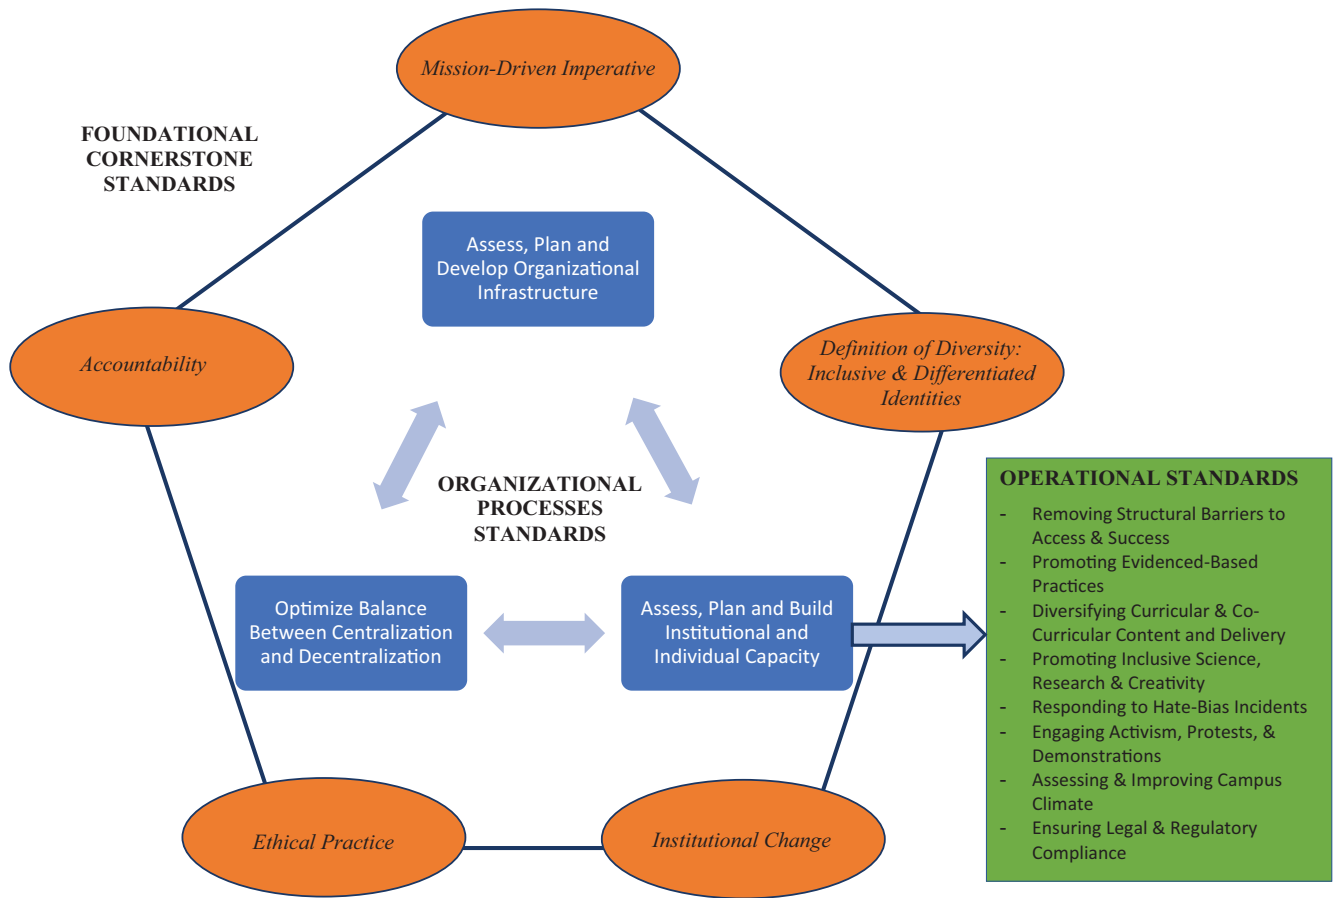 Mission-Driven Imperative
FOUNDATIONAL
CORNERSTONE
STANDARDS
Assess, Plan and
Develop Organizational
Infrastructure
Accountability
Definition of Diversity:
Inclusive & Differentiated
Identities
ORGANIZATIONAL
PROCESSES
STANDARDS
Optimize Balance
Between Centralization
and Decentralization
Assess, Plan and Build
Institutional and
Individual Capacity
OPERATIONAL STANDARDS
- Removing Structural Barriers to
Access & Success
- Promoting Evidenced-Based
Practices
- Diversifying Curricular & Co-
Curricular Content and Delivery
- Promoting Inclusive Science,
Research & Creativity
- Responding to Hate-Bias Incidents
- Engaging Activism, Protests, &
Demonstrations
- Assessing & Improving Campus
Climate
- Ensuring Legal & Regulatory
Compliance
Ethical Practice
Institutional Change